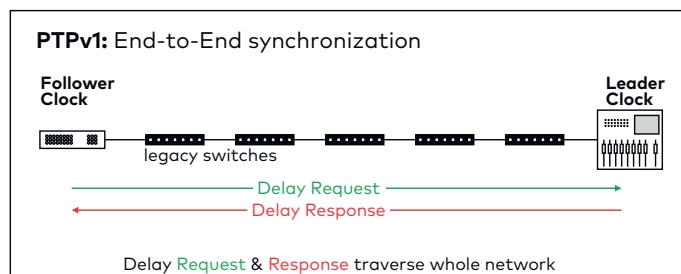 PTPv1: End-to-End synchronization
Follower
Clock
Leader
Clock
legacy switches
Delay Request
Delay Response
Delay Request & Response traverse whole network